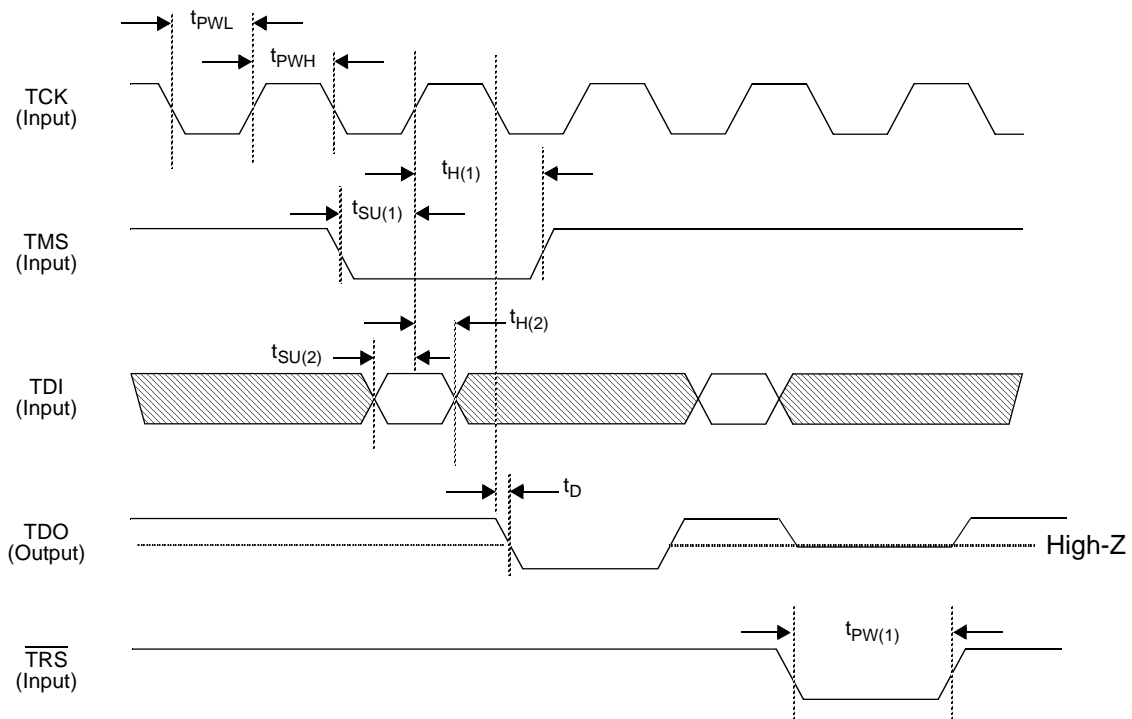 tPWL
tPWH
TCK
(Input)
tH(1)
tSU(1)
TMS
(Input)
tH(2)
tSU(2)
TDI
(Input)
tD
TDO
(Output)
High-Z
tPW(1)
TRS
(Input)